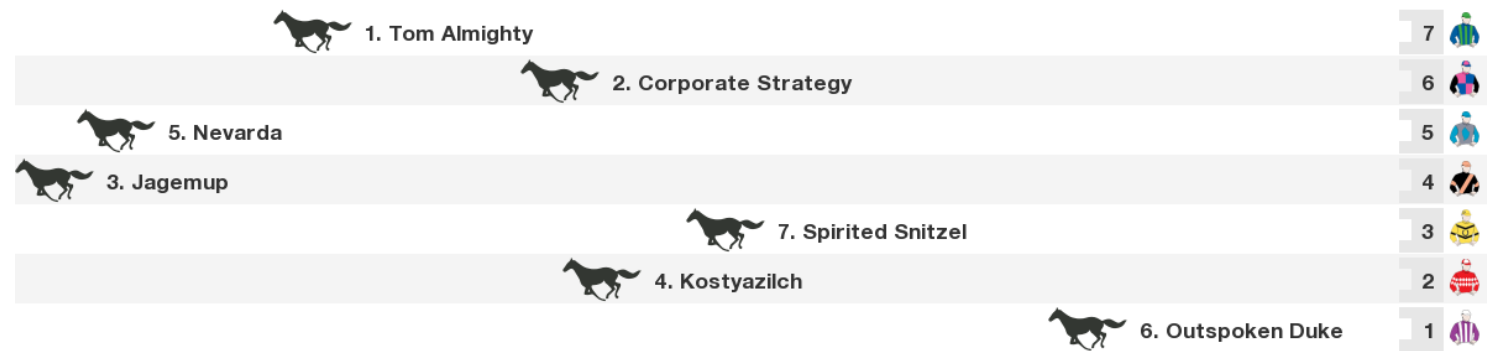 1. Tom Almighty 7
2. Corporate Strategy 6
5. Nevarda 5
3. Jagemup 4
7. Spirited Snitzel 3
4. Kostyazilch 2
6. Outspoken Duke 1